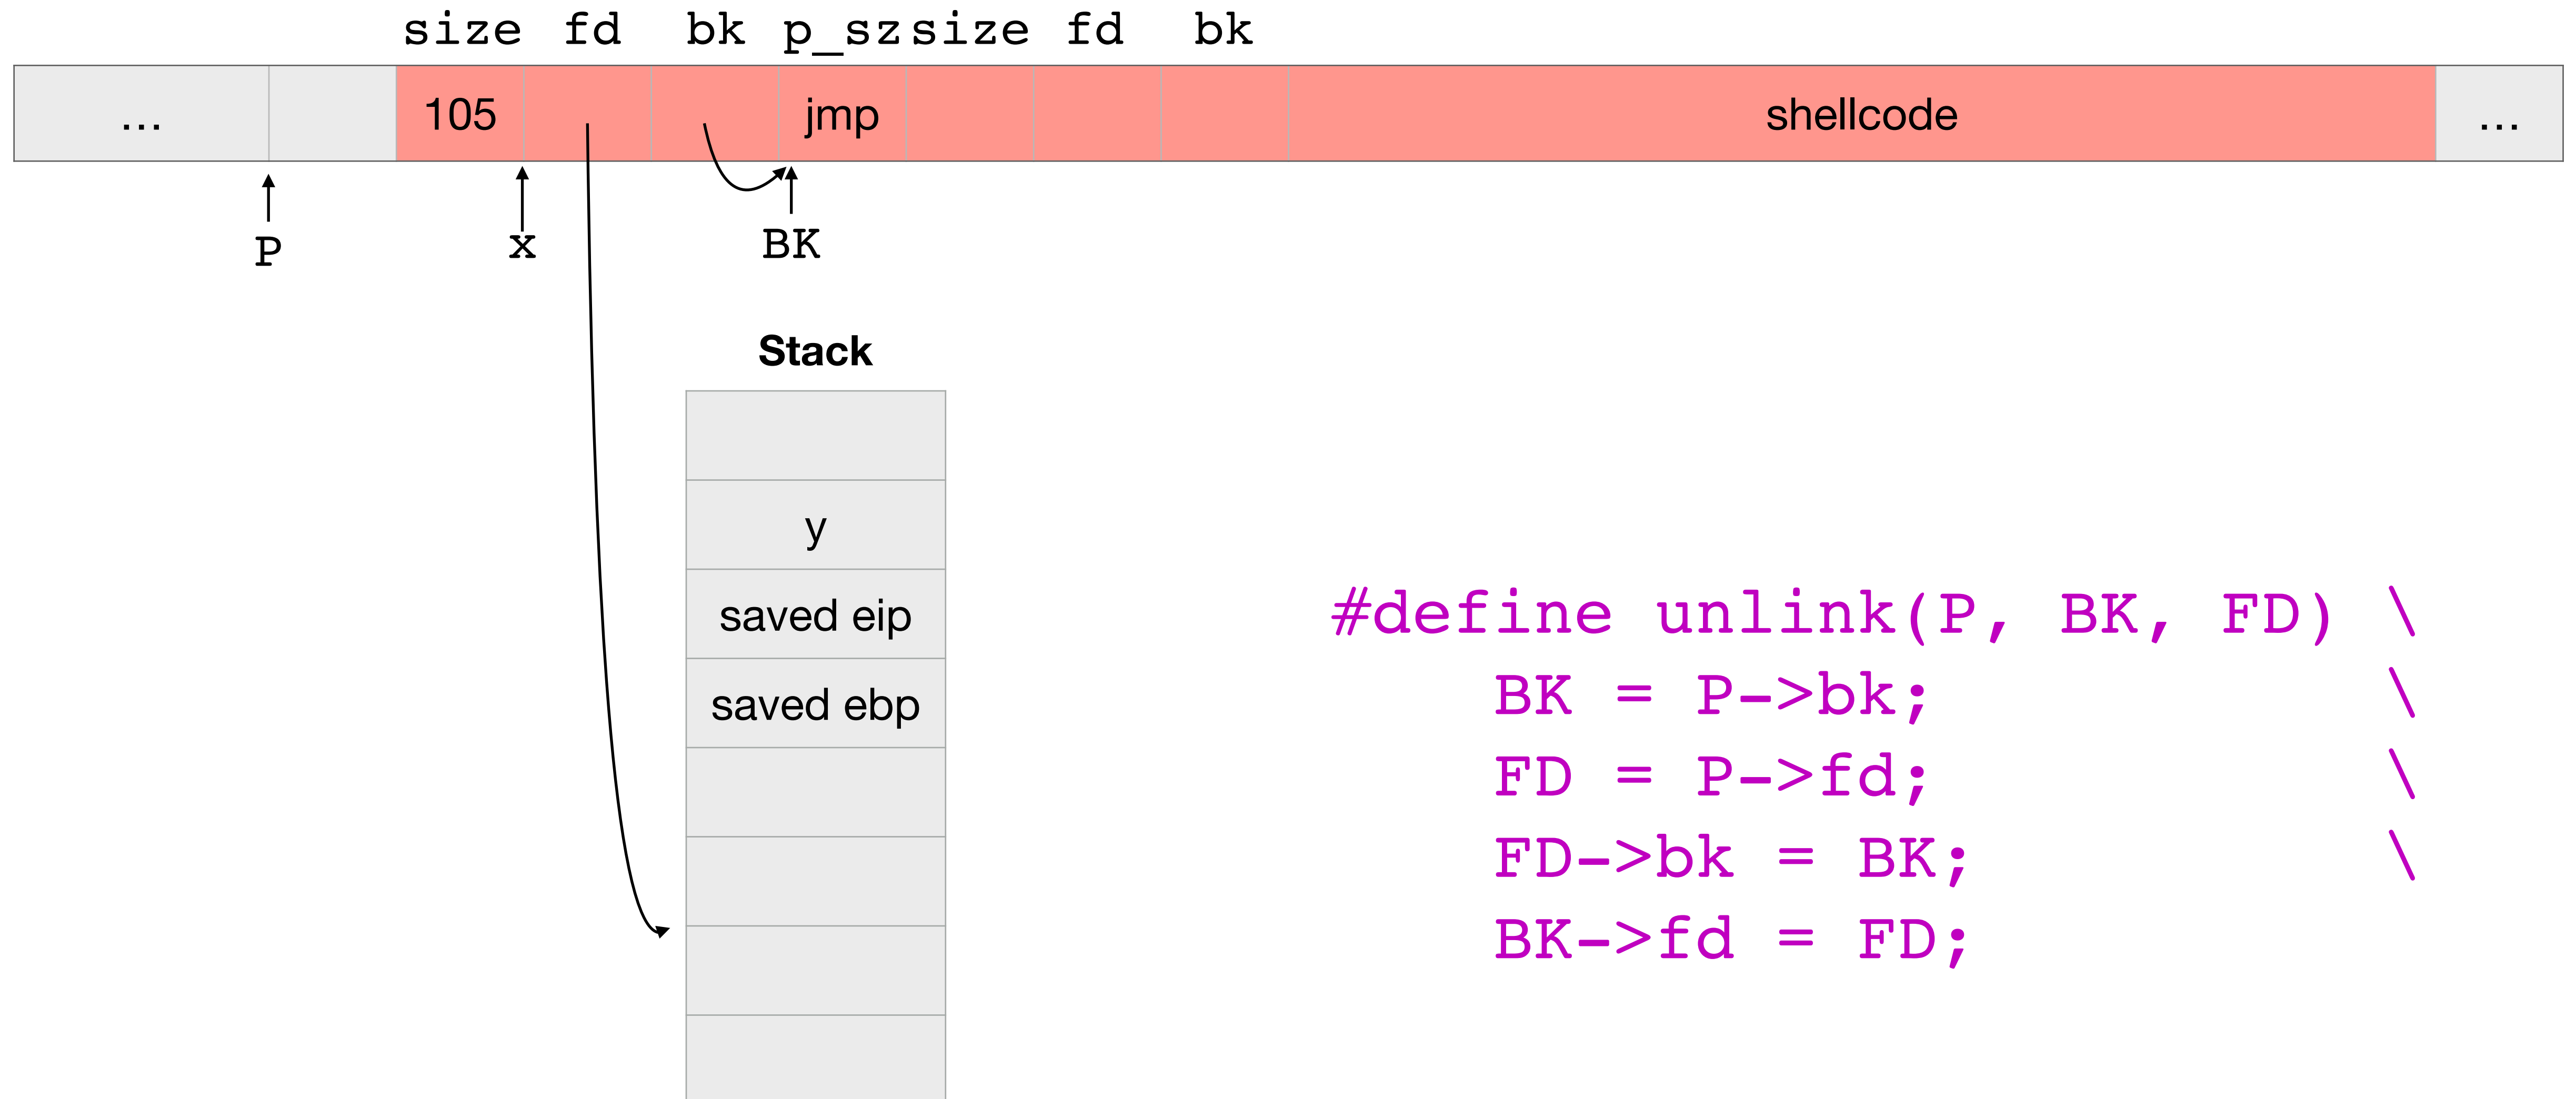 size fd bk p_sz size fd bk
... 105 jmp shellcode ...
P x BK
Stack
y
saved eip
saved ebp
#define unlink(P, BK, FD) \
BK = P->bk; \
FD = P->fd; \
FD->bk = BK; \
BK->fd = FD;